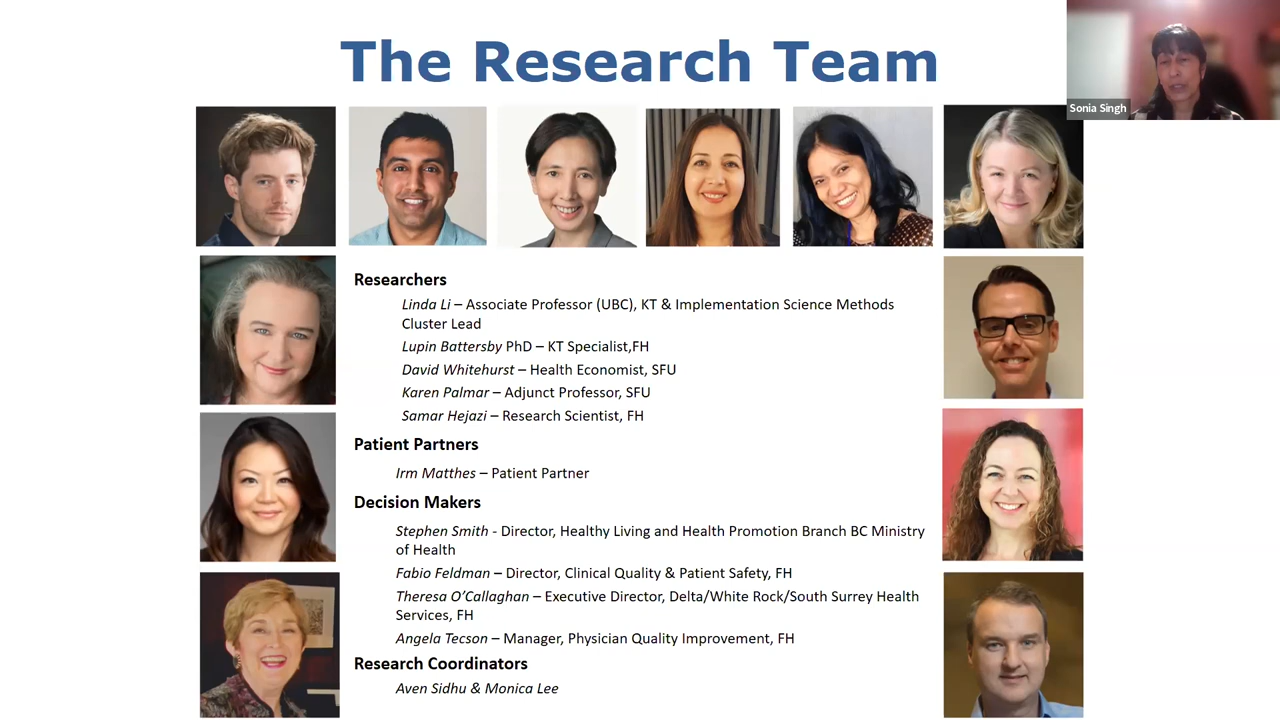 The Research Team
Sonia Singh
Researchers
Linda Li – Associate Professor (UBC), KT & Implementation Science Methods
Cluster Lead
Lupin Battersby PhD – KT Specialist,FH
David Whitehurst – Health Economist, SFU
Karen Palmar – Adjunct Professor, SFU
Samar Hejazi – Research Scientist, FH
Patient Partners
Irm Matthes – Patient Partner
Decision Makers
Stephen Smith - Director, Healthy Living and Health Promotion Branch BC Ministry
of Health
Fabio Feldman – Director, Clinical Quality & Patient Safety, FH
Theresa O’Callaghan – Executive Director, Delta/White Rock/South Surrey Health
Services, FH
Angela Tecson – Manager, Physician Quality Improvement, FH
Research Coordinators
Aven Sidhu & Monica Lee